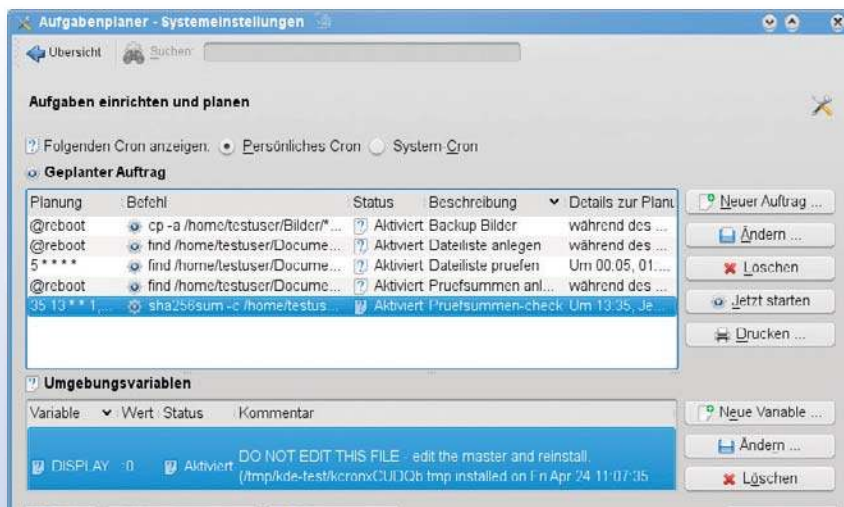 Aufgabenplaner - Systemeinstellungen
Übersicht Suchen:
Aufgaben einrichten und planen
Folgenden Cron anzeigen: Persönliches Cron System-Cron
Geplanter Auftrag
Planung Befehl Status Beschreibung Details zur Planu
@reboot cp -a /home/testuser/Bilder/*... Aktiviert Backup Bilder während des ...
@reboot find /home/testuser/Docume... Aktiviert Dateiliste anlegen während des ...
5 * * * * find /home/testuser/Docume... Aktiviert Dateiliste pruefen Um 00:05, 01:...
@reboot find /home/testuser/Docume... Aktiviert Pruefsummen anl... während des ...
35 13 * * 1,... sha256sum -c /home/testus... Aktiviert Pruefsummen-check Um 13:35, Je...
Neuer Auftrag ...
Ändern ...
Löschen
Jetzt starten
Drucken ...
Umgebungsvariablen
Variable Wert Status Kommentar
DISPLAY :0 Aktiviert DO NOT EDIT THIS FILE - edit the master and reinstall.
(/tmp/kde-test/kcronxCUDQb.tmp installed on Fri Apr 24 11:07:35
Neue Variable ...
Ändern ...
Löschen